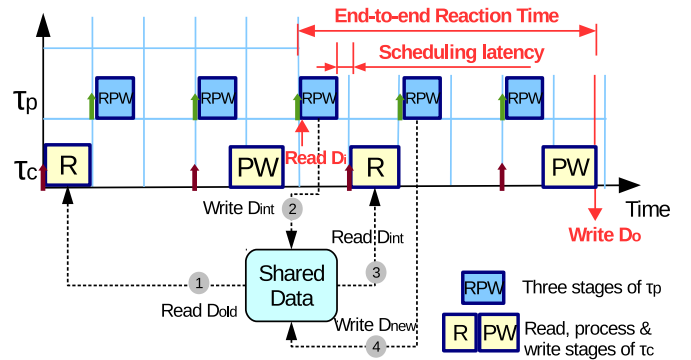 End-to-end Reaction Time
Scheduling latency
τp
RPW RPW RPW RPW RPW
Read Di
τc
R PW R PW
Time
Write Dint
2
Write Do
Read Dint
1
3
Shared
Data
Read Dold
RPW
Three stages of τp
Write Dnew
4
R PW
Read, process &
write stages of τc